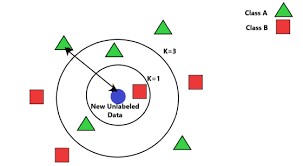 Class A
Class B
K=3
K=1
New Unlabeled
Data